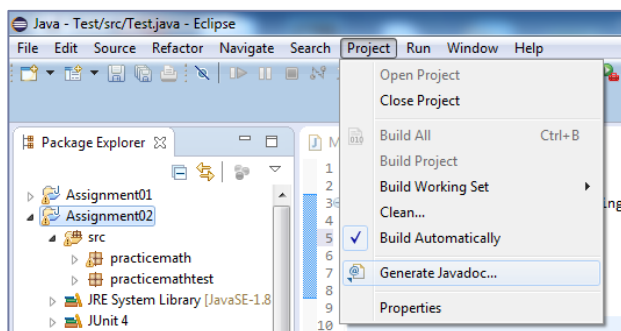 Java - Test/src/Test.java - Eclipse
File Edit Source Refactor Navigate Search Project Run Window Help
Open Project
Close Project
Build All Ctrl+B
Build Project
Build Working Set
Clean...
Build Automatically
Generate Javadoc...
Properties
Package Explorer
Assignment01
Assignment02
src
practicemath
practicemathtest
JRE System Library [JavaSE-1.8
JUnit 4
M
1
2
3
4
5
6
7
8
9
10
ng